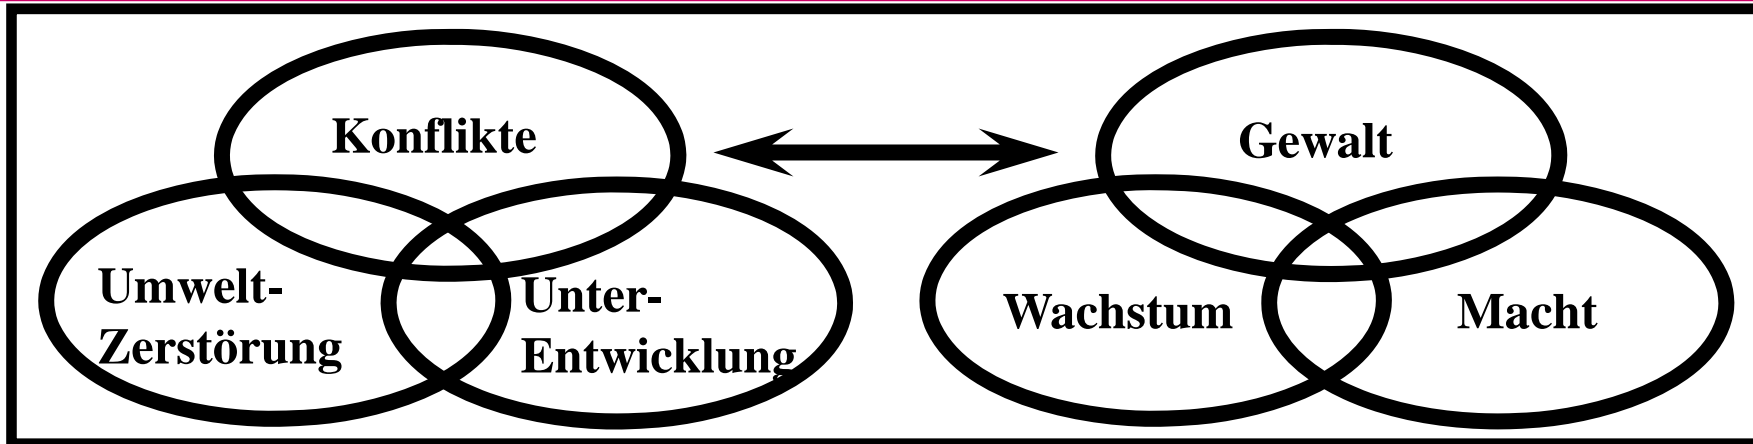 Konflikte
Gewalt
Umwelt-
Zerstörung
Unter-
Entwicklung
Wachstum
Macht